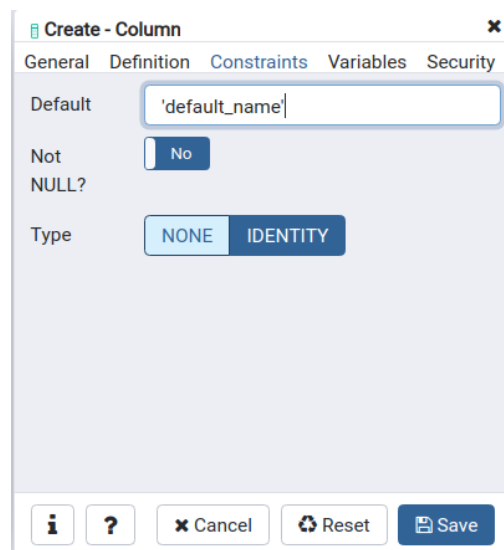 Create - Column
General Definition Constraints Variables Security
Default 'default_name'
Not NULL? No
Type NONE IDENTITY
i ? Cancel Reset Save